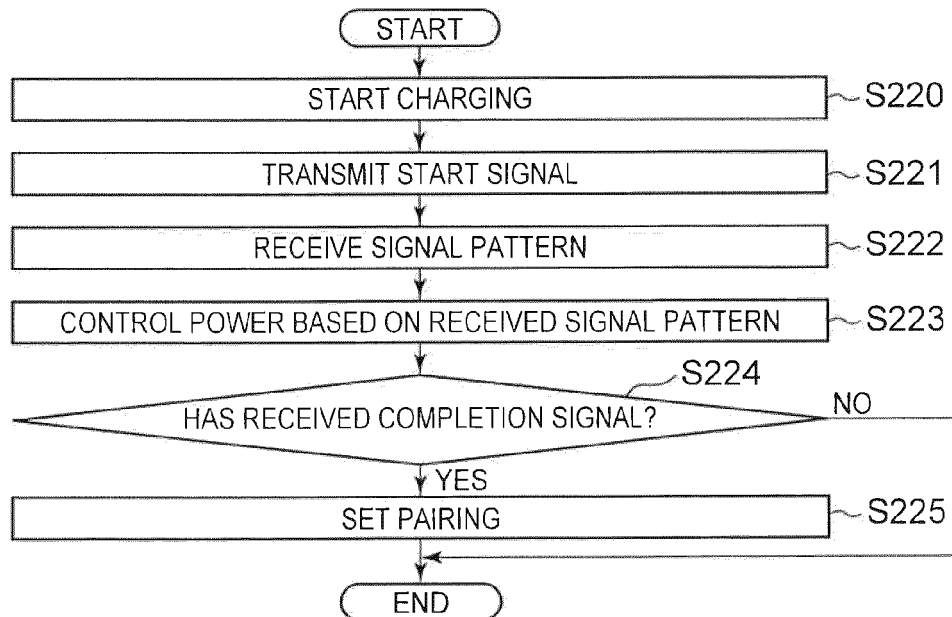 START
START CHARGING
S220
TRANSMIT START SIGNAL
S221
RECEIVE SIGNAL PATTERN
S222
CONTROL POWER BASED ON RECEIVED SIGNAL PATTERN
S223
S224
HAS RECEIVED COMPLETION SIGNAL?
NO
YES
SET PAIRING
S225
END